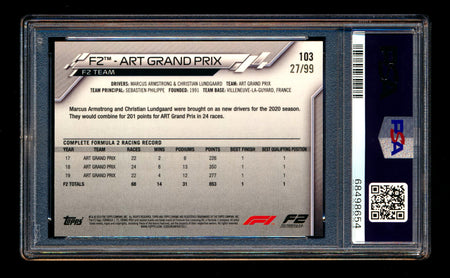 F2™ - ART GRAND PRIX
103
F2 TEAM
27/99
DRIVERS: MARCUS ARMSTRONG & CHRISTIAN LUNDGAARD TEAM: ART GRAND PRIX
TEAM PRINCIPAL: SEBASTIEN PHILIPPE FOUNDED: 1991 BASE: VILLENEUVE-LA-GUYARD, FRANCE
Marcus Armstrong and Christian Lundgaard were brought on as new drivers for the 2020 season.
They would combine for 201 points for ART Grand Prix in 24 races.
COMPLETE FORMULA 2 RACING RECORD
YEAR TEAM RACES WINS PODIUMS POINTS BEST FINISH BEST QUALIFYING POSITION
17 ART GRAND PRIX 22 2 9 226 1 1
18 ART GRAND PRIX 24 8 13 350 1 1
19 ART GRAND PRIX 22 4 12 277 1 1
F2 TOTALS 68 14 31 853 1 1
TOPPS
F1
F2
PSA
68498654